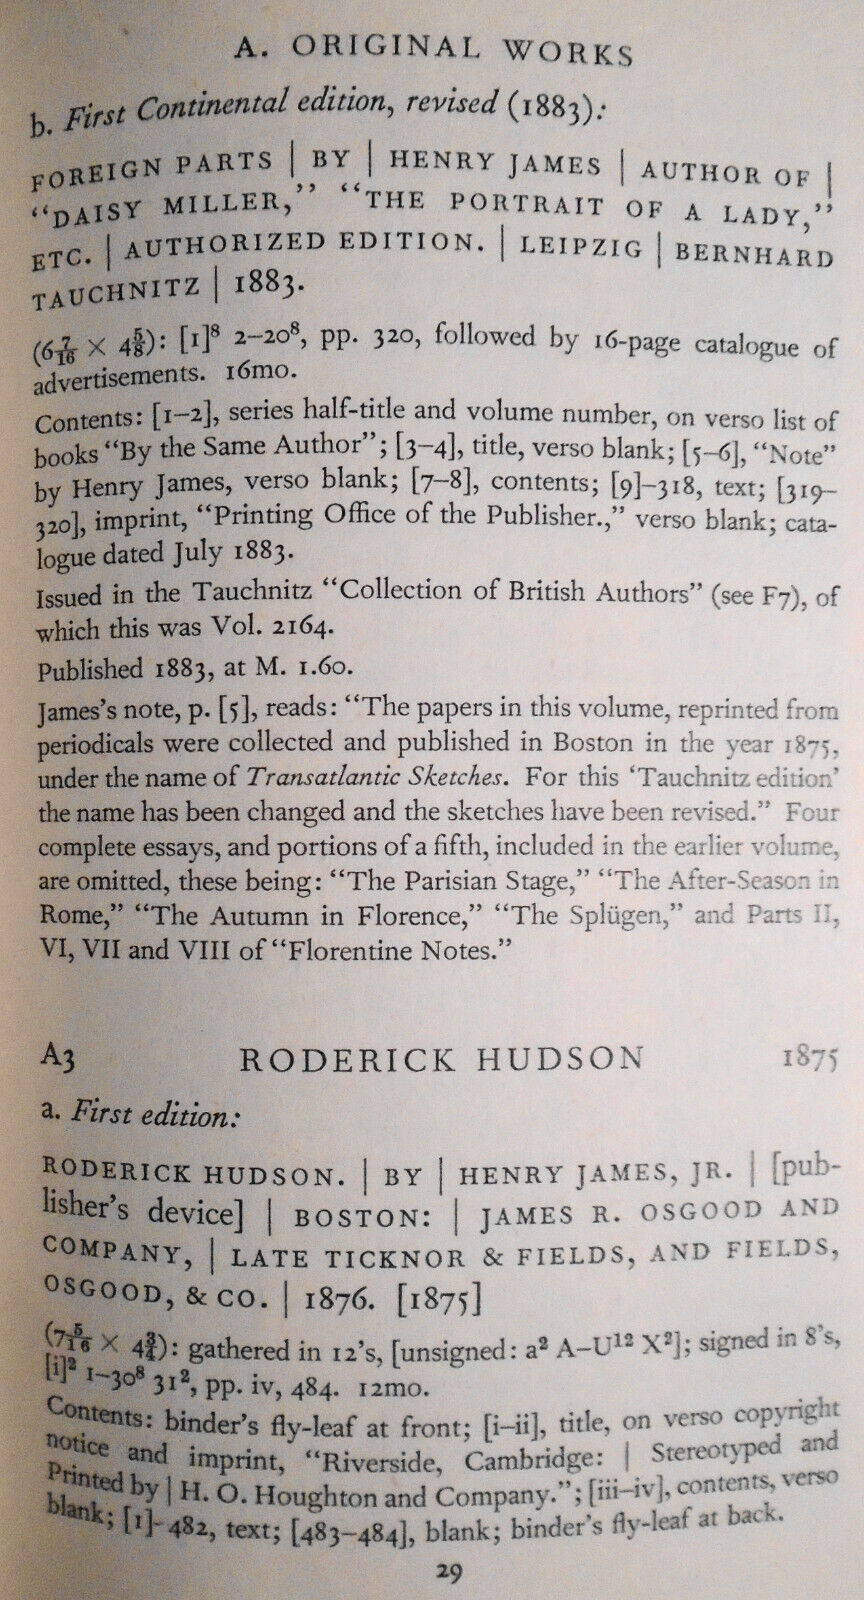 A. ORIGINAL WORKS
b. First Continental edition, revised (1883):
FOREIGN PARTS | BY | HENRY JAMES | AUTHOR OF |
“DAISY MILLER,” “THE PORTRAIT OF A LADY,”
ETC. | AUTHORIZED EDITION. | LEIPZIG | BERNHARD
TAUCHNITZ | 1883.
(6 7/16 × 4 5/8): [1]⁸ 2–20⁸, pp. 320, followed by 16-page catalogue of
advertisements. 16mo.
Contents: [1–2], series half-title and volume number, on verso list of
books “By the Same Author”; [3–4], title, verso blank; [5–6], “Note”
by Henry James, verso blank; [7–8], contents; [9]–318, text; [319–
320], imprint, “Printing Office of the Publisher.,” verso blank; cata-
logue dated July 1883.
Issued in the Tauchnitz “Collection of British Authors” (see F7), of
which this was Vol. 2164.
Published 1883, at M. 1.60.
James’s note, p. [5], reads: “The papers in this volume, reprinted from
periodicals were collected and published in Boston in the year 1875,
under the name of Transatlantic Sketches. For this ‘Tauchnitz edition’
the name has been changed and the sketches have been revised.” Four
complete essays, and portions of a fifth, included in the earlier volume,
are omitted, these being: “The Parisian Stage,” “The After-Season in
Rome,” “The Autumn in Florence,” “The Splügen,” and Parts II,
VI, VII and VIII of “Florentine Notes.”
A3 RODERICK HUDSON 1875
a. First edition:
RODERICK HUDSON. | BY | HENRY JAMES, JR. | [pub-
lisher’s device] | BOSTON: | JAMES R. OSGOOD AND
COMPANY, | LATE TICKNOR & FIELDS, AND FIELDS,
OSGOOD, & CO. | 1876. [1875]
(7 5/16 × 4 3/4): gathered in 12’s, [unsigned: a² A–U¹² X²]; signed in 8’s,
[i]² 1–30⁸ 31², pp. iv, 484. 12mo.
Contents: binder’s fly-leaf at front; [i–ii], title, on verso copyright
notice and imprint, “Riverside, Cambridge: | Stereotyped and
Printed by | H. O. Houghton and Company.”; [iii–iv], contents, verso
blank; [1]–482, text; [483–484], blank; binder’s fly-leaf at back.
29